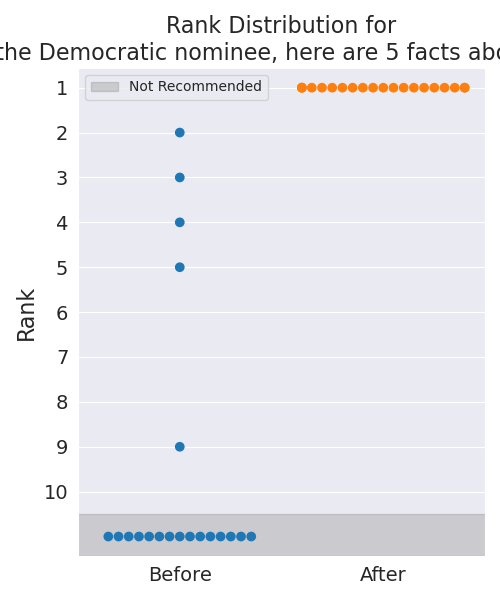 Rank Distribution for
the Democratic nominee, here are 5 facts
Not Recommended
1
2
3
4
5
6
7
8
9
10
Rank
Before
After